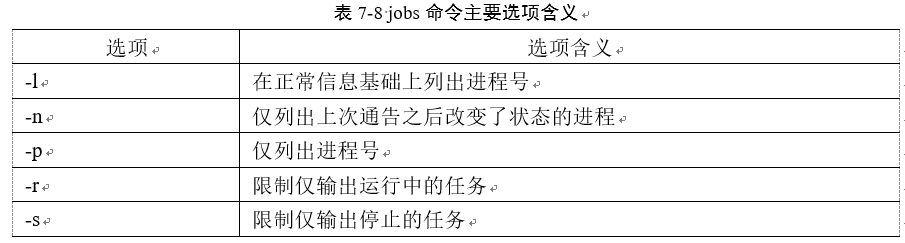 表 7-8 jobs 命令主要选项含义
选项 选项含义
-l 在正常信息基础上列出进程号
-n 仅列出上次通告之后改变了状态的进程
-p 仅列出进程号
-r 限制仅输出运行中的任务
-s 限制仅输出停止的任务